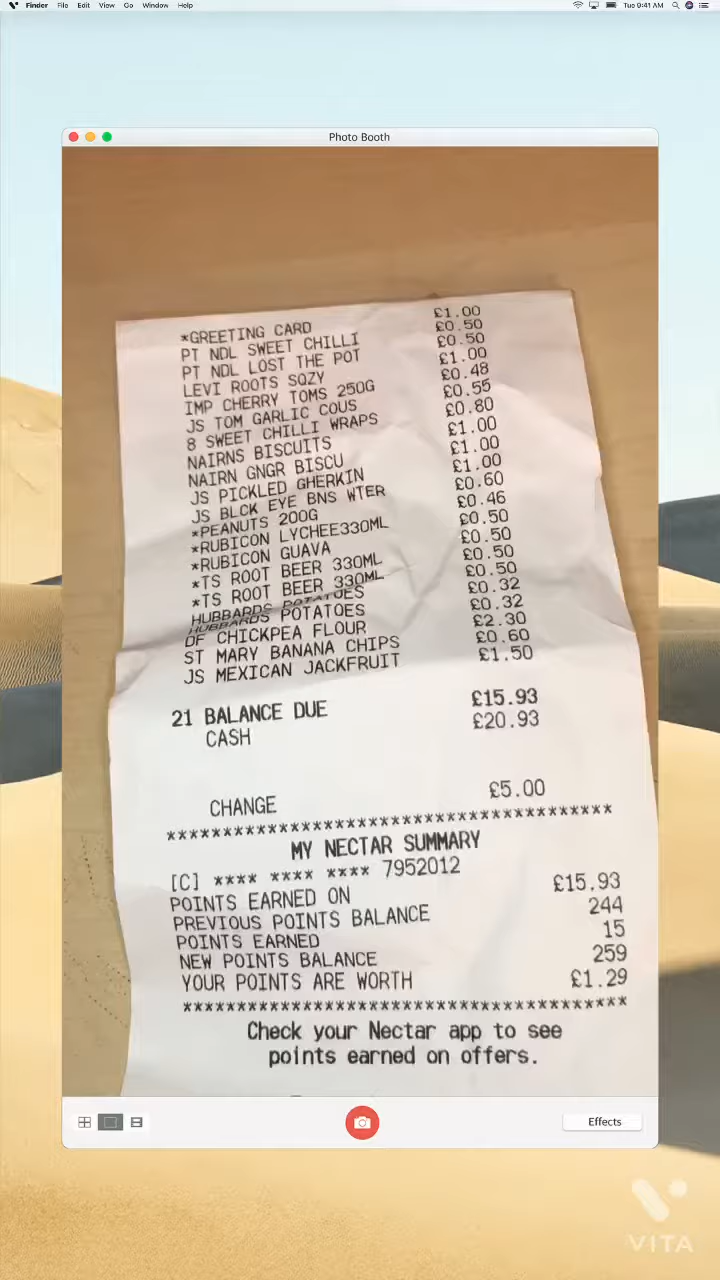 Finder File Edit View Go Window Help Tue 9:41 AM
Photo Booth
*GREETING CARD £1.00
PT NDL SWEET CHILLI £0.50
PT NDL LOST THE POT £0.50
LEVI ROOTS SQZY £1.00
IMP CHERRY TOMS 250G £0.48
JS TOM GARLIC COUS £0.55
8 SWEET CHILLI WRAPS £0.80
NAIRNS BISCUITS £1.00
NAIRN GNGR BISCU £1.00
JS PICKLED GHERKIN £1.00
JS BLCK EYE BNS WTER £0.60
*PEANUTS 200G £0.46
*RUBICON LYCHEE330ML £0.50
*RUBICON GUAVA £0.50
*TS ROOT BEER 330ML £0.50
*TS ROOT BEER 330ML £0.50
HUBBARDS POTATOES £0.32
HUBBARDS POTATOES £0.32
DF CHICKPEA FLOUR £2.30
ST MARY BANANA CHIPS £0.60
JS MEXICAN JACKFRUIT £1.50
21 BALANCE DUE £15.93
CASH £20.93
CHANGE £5.00
****************************************
MY NECTAR SUMMARY
[C] **** **** **** 7952012
POINTS EARNED ON £15.93
PREVIOUS POINTS BALANCE 244
POINTS EARNED 15
NEW POINTS BALANCE 259
YOUR POINTS ARE WORTH £1.29
****************************************
Check your Nectar app to see
points earned on offers.
Effects
VITA